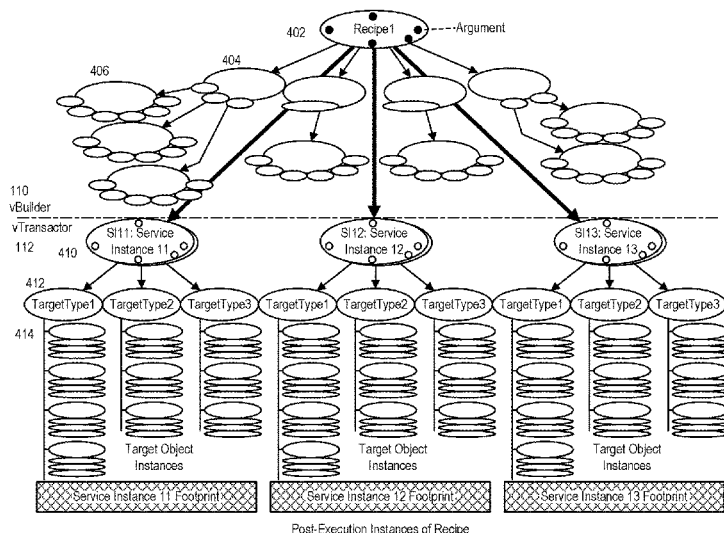 402
Recipe1
Argument
406
404
110
vBuilder
vTransactor
112
410
SI11: Service
Instance 11
SI12: Service
Instance 12
SI13: Service
Instance 13
412
TargetType1
TargetType2
TargetType3
TargetType1
TargetType2
TargetType3
TargetType1
TargetType2
TargetType3
414
Target Object
Instances
Target Object
Instances
Target Object
Instances
Service Instance 11 Footprint
Service Instance 12 Footprint
Service Instance 13 Footprint
Post-Execution Instances of Recipe